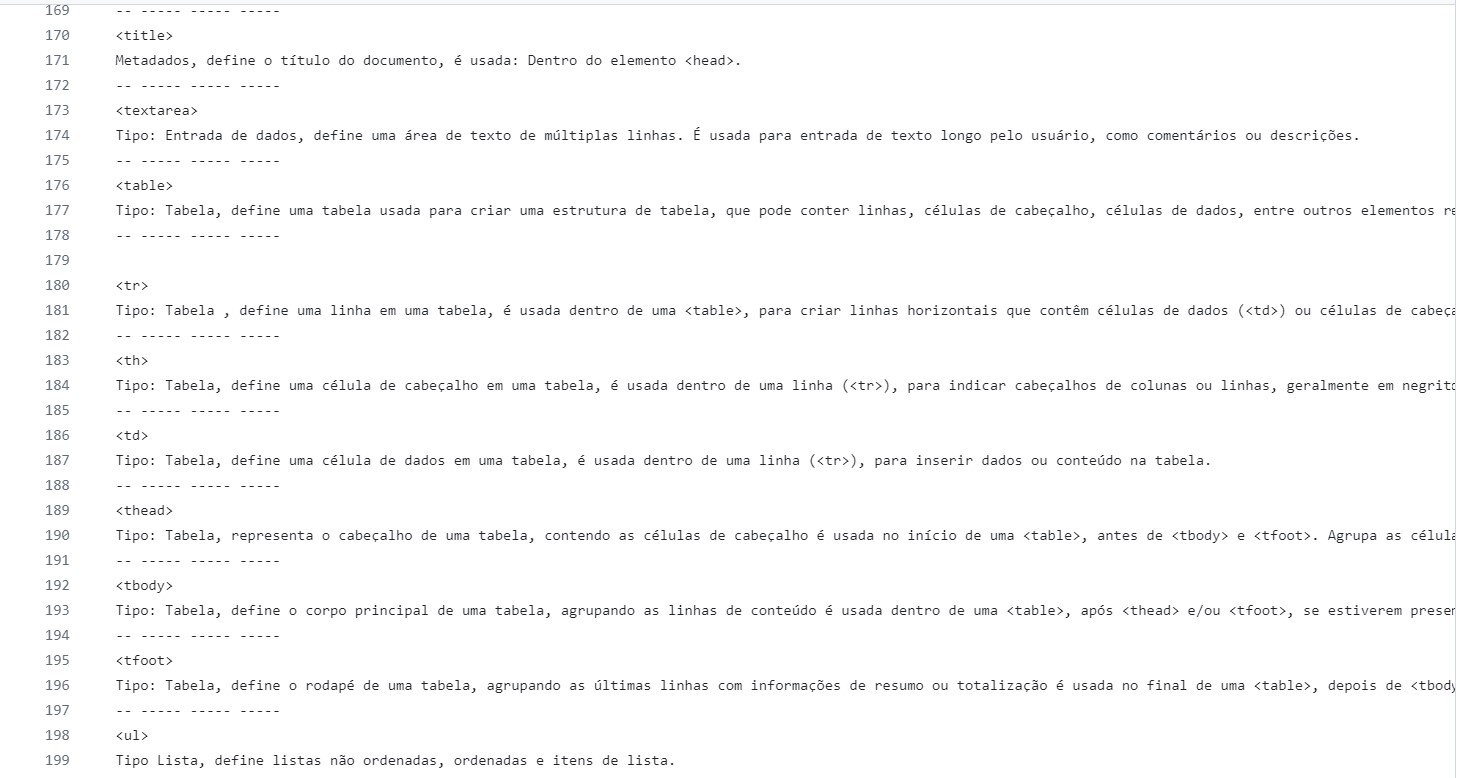 169 -- ----- ----- -----
170 <title>
171 Metadados, define o título do documento, é usada: Dentro do elemento <head>.
172 -- ----- ----- -----
173 <textarea>
174 Tipo: Entrada de dados, define uma área de texto de múltiplas linhas. É usada para entrada de texto longo pelo usuário, como comentários ou descrições.
175 -- ----- ----- -----
176 <table>
177 Tipo: Tabela, define uma tabela usada para criar uma estrutura de tabela, que pode conter linhas, células de cabeçalho, células de dados, entre outros elementos
178 -- ----- ----- -----
179
180 <tr>
181 Tipo: Tabela , define uma linha em uma tabela, é usada dentro de uma <table>, para criar linhas horizontais que contêm células de dados (<td>) ou células de
182 -- ----- ----- -----
183 <th>
184 Tipo: Tabela, define uma célula de cabeçalho em uma tabela, é usada dentro de uma linha (<tr>), para indicar cabeçalhos de colunas ou linhas, geralmente em
185 -- ----- ----- -----
186 <td>
187 Tipo: Tabela, define uma célula de dados em uma tabela, é usada dentro de uma linha (<tr>), para inserir dados ou conteúdo na tabela.
188 -- ----- ----- -----
189 <thead>
190 Tipo: Tabela, representa o cabeçalho de uma tabela, contendo as células de cabeçalho é usada no início de uma <table>, antes de <tbody> e <tfoot>. Agrupa as
191 -- ----- ----- -----
192 <tbody>
193 Tipo: Tabela, define o corpo principal de uma tabela, agrupando as linhas de conteúdo é usada dentro de uma <table>, após <thead> e/ou <tfoot>, se estiverem
194 -- ----- ----- -----
195 <tfoot>
196 Tipo: Tabela, define o rodapé de uma tabela, agrupando as últimas linhas com informações de resumo ou totalização é usada no final de uma <table>, depois de
197 -- ----- ----- -----
198 <ul>
199 Tipo Lista, define listas não ordenadas, ordenadas e itens de lista.